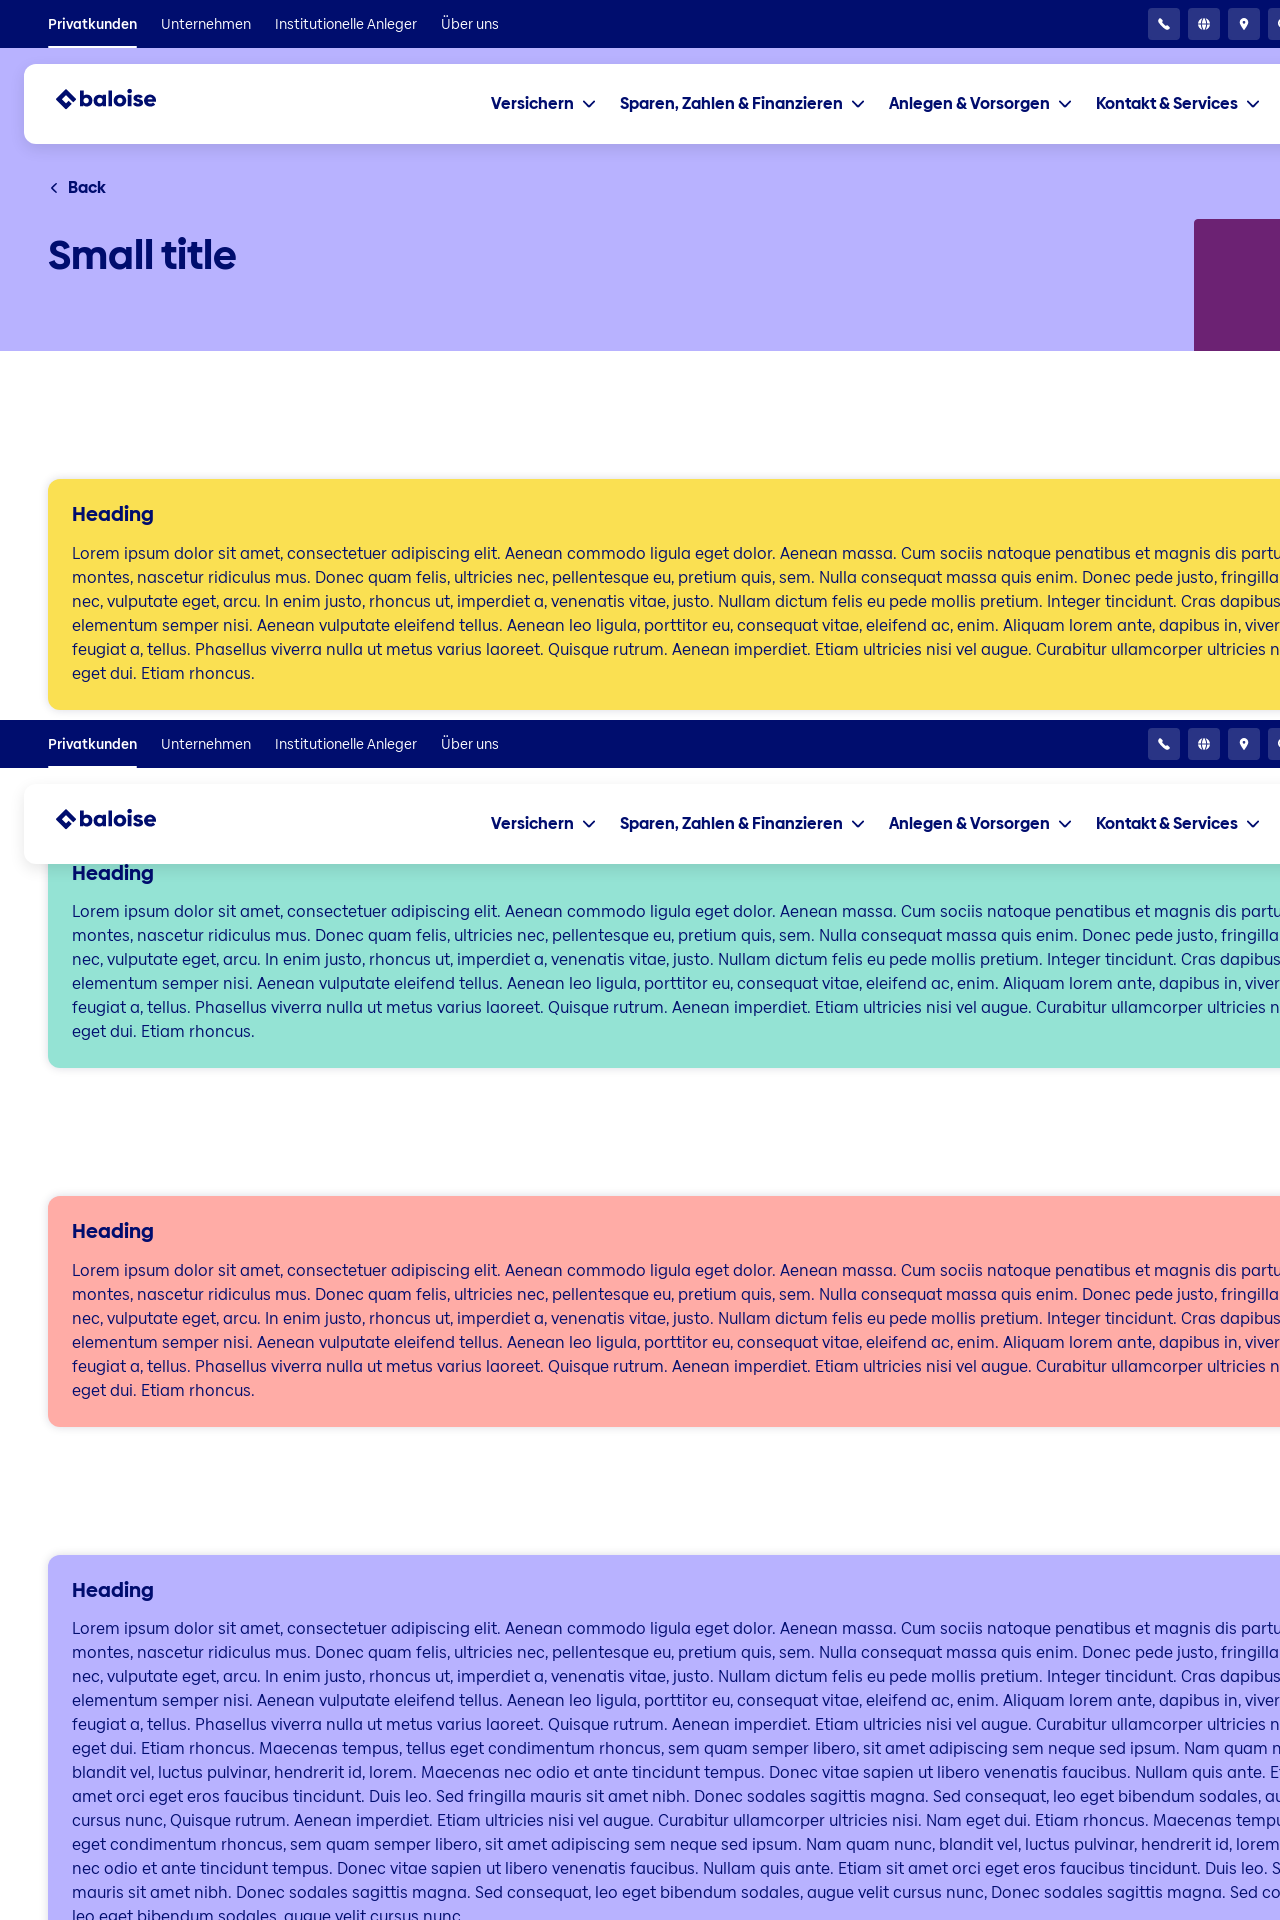 Privatkunden Unternehmen Institutionelle Anleger Über uns
baloise Versichern Sparen, Zahlen & Finanzieren Anlegen & Vorsorgen Kontakt & Services
Back
Small title
Heading
Lorem ipsum dolor sit amet, consectetuer adipiscing elit. Aenean commodo ligula eget dolor. Aenean massa. Cum sociis natoque penatibus et magnis dis
montes, nascetur ridiculus mus. Donec quam felis, ultricies nec, pellentesque eu, pretium quis, sem. Nulla consequat massa quis enim. Donec pede justo, fringilla
nec, vulputate eget, arcu. In enim justo, rhoncus ut, imperdiet a, venenatis vitae, justo. Nullam dictum felis eu pede mollis pretium. Integer tincidunt. Cras dapibus
elementum semper nisi. Aenean vulputate eleifend tellus. Aenean leo ligula, porttitor eu, consequat vitae, eleifend ac, enim. Aliquam lorem ante, dapibus in,
feugiat a, tellus. Phasellus viverra nulla ut metus varius laoreet. Quisque rutrum. Aenean imperdiet. Etiam ultricies nisi vel augue. Curabitur ullamcorper ultricies
eget dui. Etiam rhoncus.
Privatkunden Unternehmen Institutionelle Anleger Über uns
baloise Versichern Sparen, Zahlen & Finanzieren Anlegen & Vorsorgen Kontakt & Services
Heading
Lorem ipsum dolor sit amet, consectetuer adipiscing elit. Aenean commodo ligula eget dolor. Aenean massa. Cum sociis natoque penatibus et magnis dis
montes, nascetur ridiculus mus. Donec quam felis, ultricies nec, pellentesque eu, pretium quis, sem. Nulla consequat massa quis enim. Donec pede justo, fringilla
nec, vulputate eget, arcu. In enim justo, rhoncus ut, imperdiet a, venenatis vitae, justo. Nullam dictum felis eu pede mollis pretium. Integer tincidunt. Cras dapibus
elementum semper nisi. Aenean vulputate eleifend tellus. Aenean leo ligula, porttitor eu, consequat vitae, eleifend ac, enim. Aliquam lorem ante, dapibus in,
feugiat a, tellus. Phasellus viverra nulla ut metus varius laoreet. Quisque rutrum. Aenean imperdiet. Etiam ultricies nisi vel augue. Curabitur ullamcorper ultricies
eget dui. Etiam rhoncus.
Heading
Lorem ipsum dolor sit amet, consectetuer adipiscing elit. Aenean commodo ligula eget dolor. Aenean massa. Cum sociis natoque penatibus et magnis dis
montes, nascetur ridiculus mus. Donec quam felis, ultricies nec, pellentesque eu, pretium quis, sem. Nulla consequat massa quis enim. Donec pede justo, fringilla
nec, vulputate eget, arcu. In enim justo, rhoncus ut, imperdiet a, venenatis vitae, justo. Nullam dictum felis eu pede mollis pretium. Integer tincidunt. Cras dapibus
elementum semper nisi. Aenean vulputate eleifend tellus. Aenean leo ligula, porttitor eu, consequat vitae, eleifend ac, enim. Aliquam lorem ante, dapibus in,
feugiat a, tellus. Phasellus viverra nulla ut metus varius laoreet. Quisque rutrum. Aenean imperdiet. Etiam ultricies nisi vel augue. Curabitur ullamcorper ultricies
eget dui. Etiam rhoncus.
Heading
Lorem ipsum dolor sit amet, consectetuer adipiscing elit. Aenean commodo ligula eget dolor. Aenean massa. Cum sociis natoque penatibus et magnis dis
montes, nascetur ridiculus mus. Donec quam felis, ultricies nec, pellentesque eu, pretium quis, sem. Nulla consequat massa quis enim. Donec pede justo, fringilla
nec, vulputate eget, arcu. In enim justo, rhoncus ut, imperdiet a, venenatis vitae, justo. Nullam dictum felis eu pede mollis pretium. Integer tincidunt. Cras dapibus
elementum semper nisi. Aenean vulputate eleifend tellus. Aenean leo ligula, porttitor eu, consequat vitae, eleifend ac, enim. Aliquam lorem ante, dapibus in,
feugiat a, tellus. Phasellus viverra nulla ut metus varius laoreet. Quisque rutrum. Aenean imperdiet. Etiam ultricies nisi vel augue. Curabitur ullamcorper ultricies
eget dui. Etiam rhoncus. Maecenas tempus, tellus eget condimentum rhoncus, sem quam semper libero, sit amet adipiscing sem neque sed ipsum. Nam quam
blandit vel, luctus pulvinar, hendrerit id, lorem. Maecenas nec odio et ante tincidunt tempus. Donec vitae sapien ut libero venenatis faucibus. Nullam quis ante.
amet orci eget eros faucibus tincidunt. Duis leo. Sed fringilla mauris sit amet nibh. Donec sodales sagittis magna. Sed consequat, leo eget bibendum sodales,
cursus nunc, Quisque rutrum. Aenean imperdiet. Etiam ultricies nisi vel augue. Curabitur ullamcorper ultricies nisi. Nam eget dui. Etiam rhoncus. Maecenas
eget condimentum rhoncus, sem quam semper libero, sit amet adipiscing sem neque sed ipsum. Nam quam nunc, blandit vel, luctus pulvinar, hendrerit id, lorem
nec odio et ante tincidunt tempus. Donec vitae sapien ut libero venenatis faucibus. Nullam quis ante. Etiam sit amet orci eget eros faucibus tincidunt. Duis leo.
mauris sit amet nibh. Donec sodales sagittis magna. Sed consequat, leo eget bibendum sodales, augue velit cursus nunc, Donec sodales sagittis magna. Sed
leo eget bibendum sodales, augue velit cursus nunc